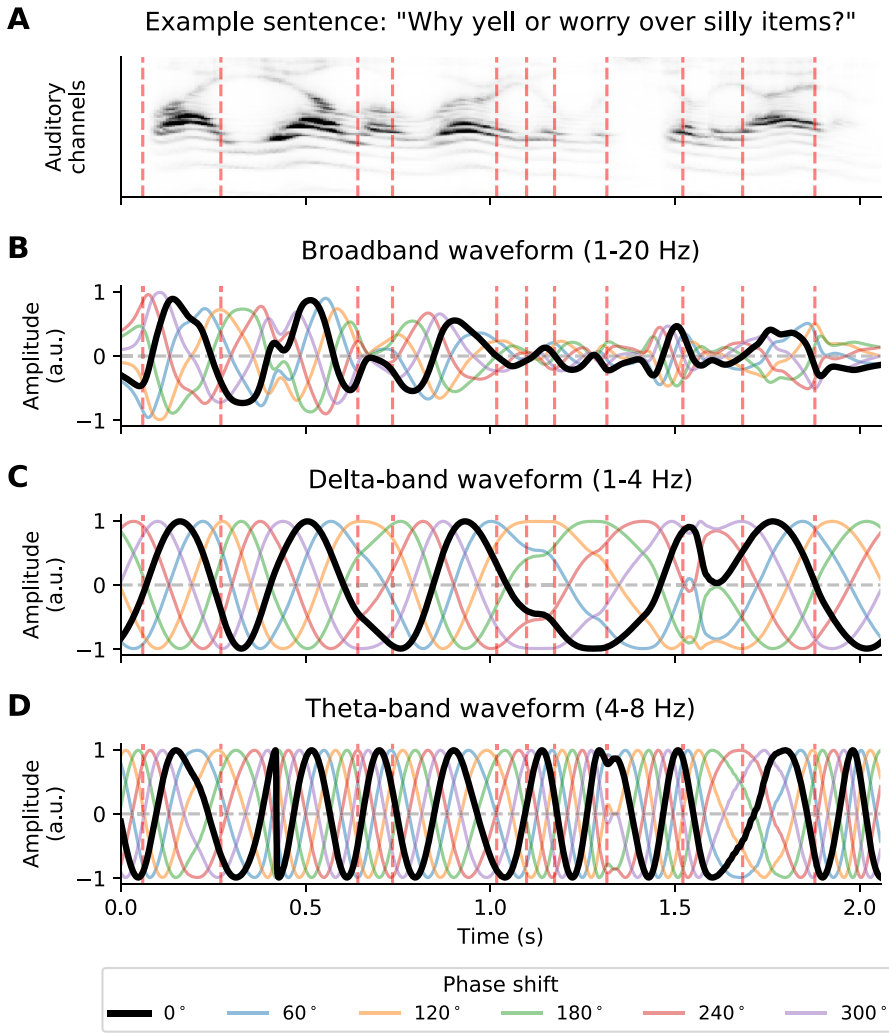 A
Example sentence: "Why yell or worry over silly items?"
Auditory
channels
B
Broadband waveform (1-20 Hz)
Amplitude
(a.u.)
1
0
−1
C
Delta-band waveform (1-4 Hz)
Amplitude
(a.u.)
1
0
−1
D
Theta-band waveform (4-8 Hz)
Amplitude
(a.u.)
1
0
−1
0.0 0.5 1.0 1.5 2.0
Time (s)
Phase shift
0° 60° 120° 180° 240° 300°